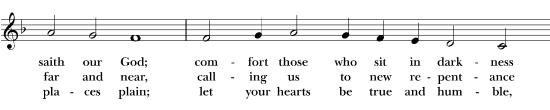 saith our God; com - fort those who sit in dark - ness
far and near, call - ing us to new re - pent - ance
pla - ces plain; let your hearts be true and hum - ble,